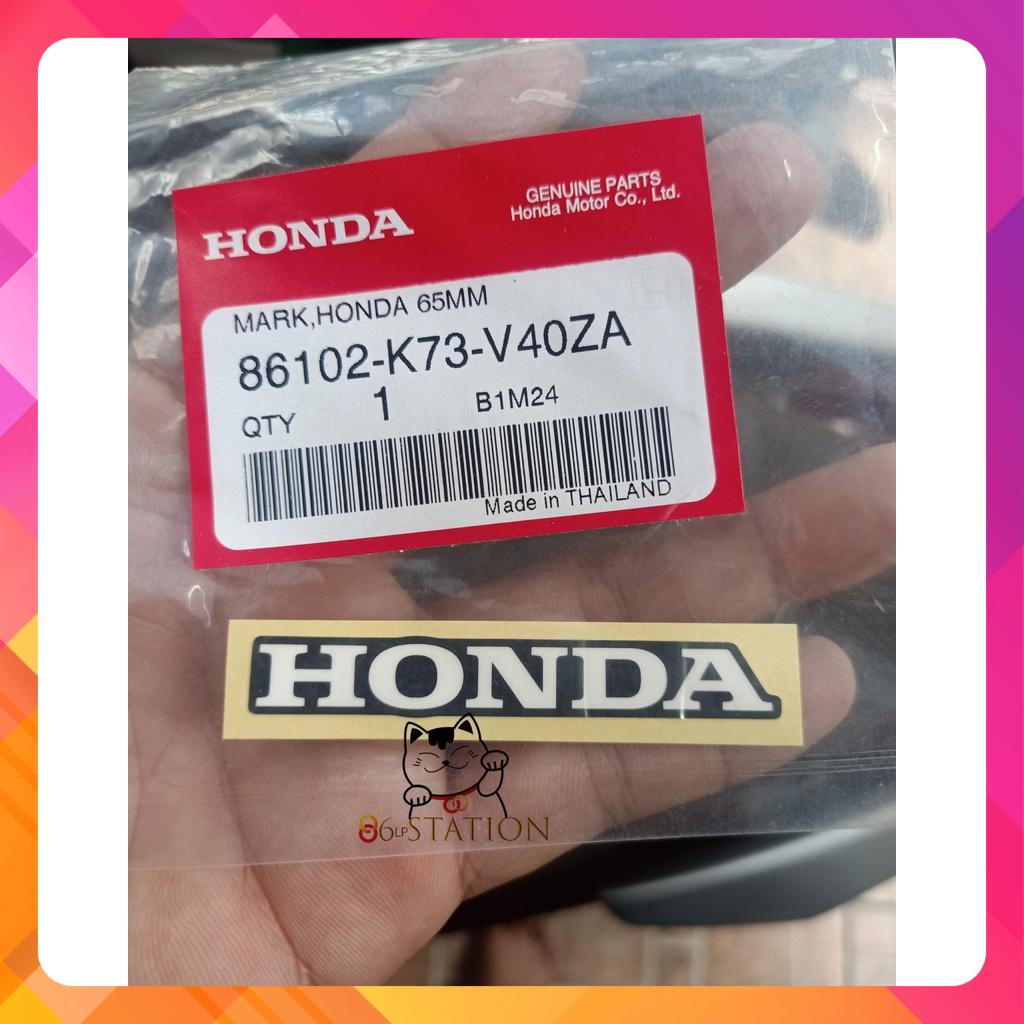 HONDA
GENUINE PARTS
Honda Motor Co., Ltd.
MARK,HONDA 65MM
86102-K73-V40ZA
QTY 1 B1M24
Made in THAILAND
HONDA
86LPSTATION